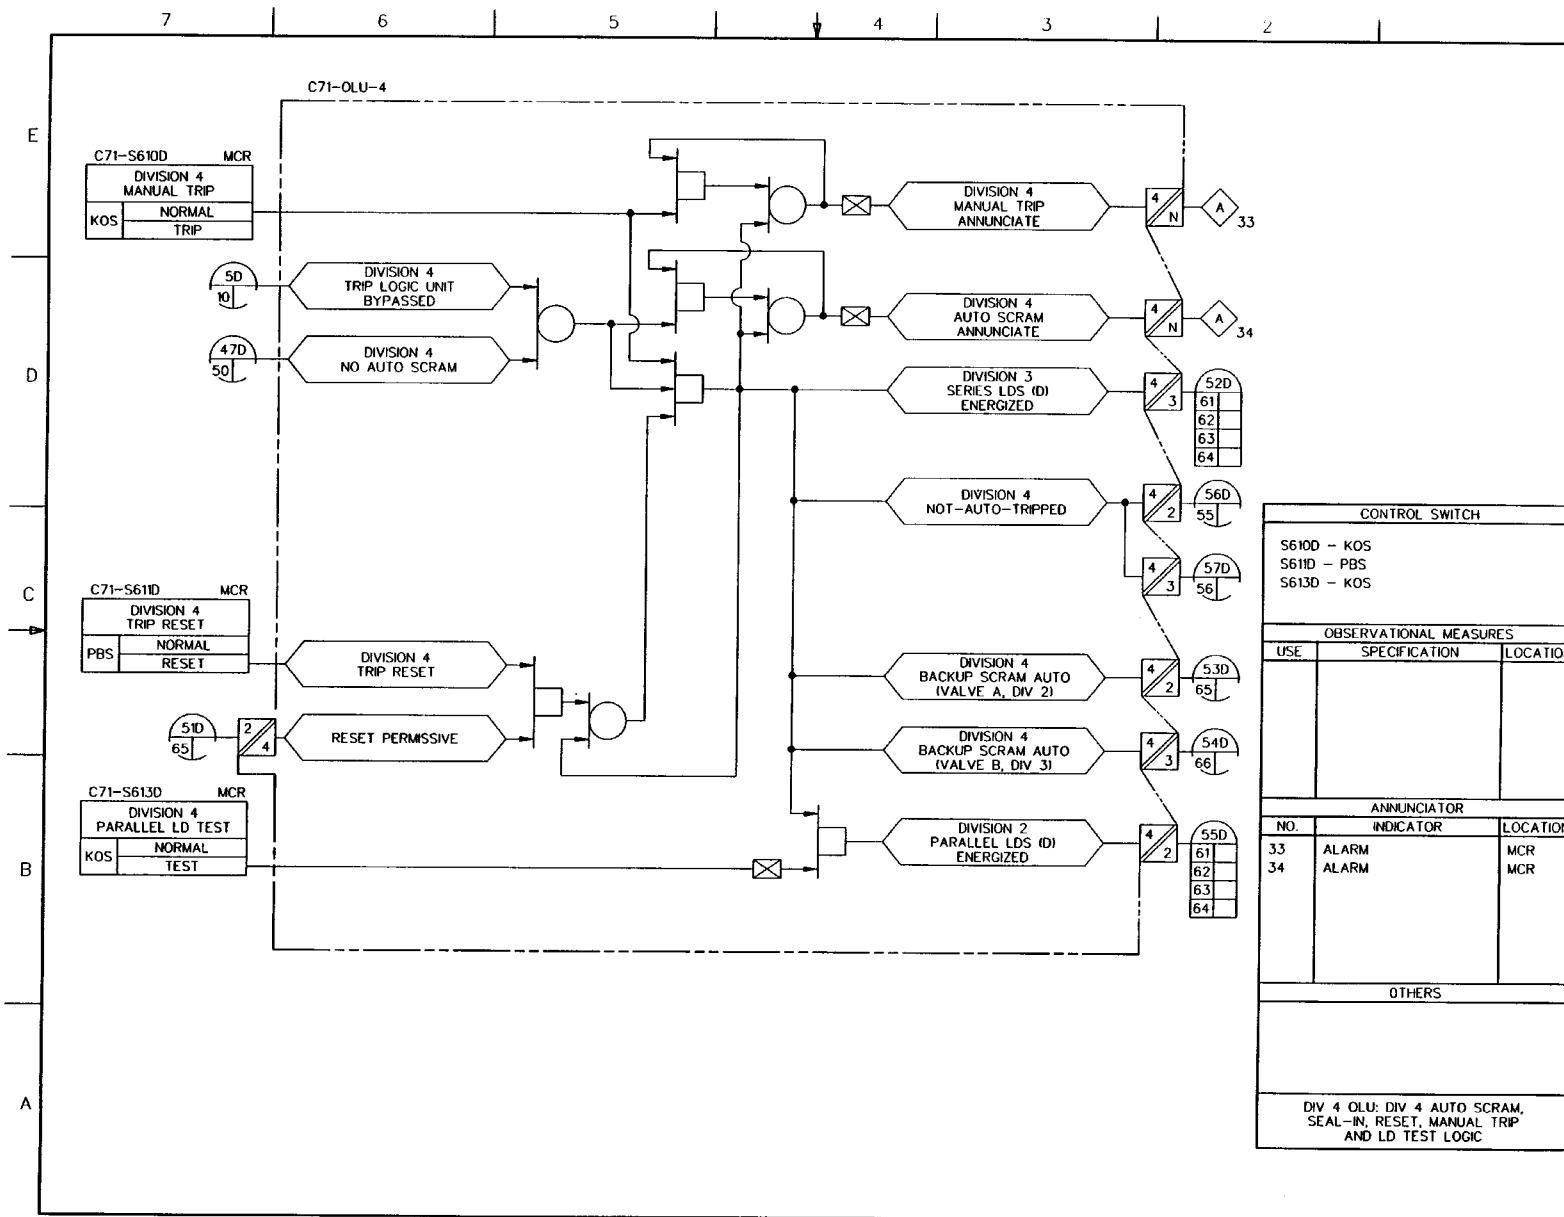 7 6 5 4 3 2
C71-OLU-4
E
C71-S610D MCR
DIVISION 4
MANUAL TRIP
KOS NORMAL
TRIP
DIVISION 4
MANUAL TRIP
ANNUNCIATE
4
N
A
33
5D
10
DIVISION 4
TRIP LOGIC UNIT
BYPASSED
DIVISION 4
AUTO SCRAM
ANNUNCIATE
4
N
A
34
47D
50
DIVISION 4
NO AUTO SCRAM
D
DIVISION 3
SERIES LDS (D)
ENERGIZED
4
3
52D
61
62
63
64
DIVISION 4
NOT-AUTO-TRIPPED
4
2
56D
55
4
3
57D
56
C
C71-S611D MCR
DIVISION 4
TRIP RESET
PBS NORMAL
RESET
DIVISION 4
TRIP RESET
DIVISION 4
BACKUP SCRAM AUTO
(VALVE A, DIV 2)
4
2
53D
65
51D
65
2
4
RESET PERMISSIVE
DIVISION 4
BACKUP SCRAM AUTO
(VALVE B, DIV 3)
4
3
54D
66
C71-S613D MCR
DIVISION 4
PARALLEL LD TEST
KOS NORMAL
TEST
B
DIVISION 2
PARALLEL LDS (D)
ENERGIZED
4
2
55D
61
62
63
64
A
CONTROL SWITCH
S610D - KOS
S611D - PBS
S613D - KOS
OBSERVATIONAL MEASURES
USE SPECIFICATION LOCATION
ANNUNCIATOR
NO. INDICATOR LOCATION
33 ALARM MCR
34 ALARM MCR
OTHERS
DIV 4 OLU: DIV 4 AUTO SCRAM,
SEAL-IN, RESET, MANUAL TRIP
AND LD TEST LOGIC